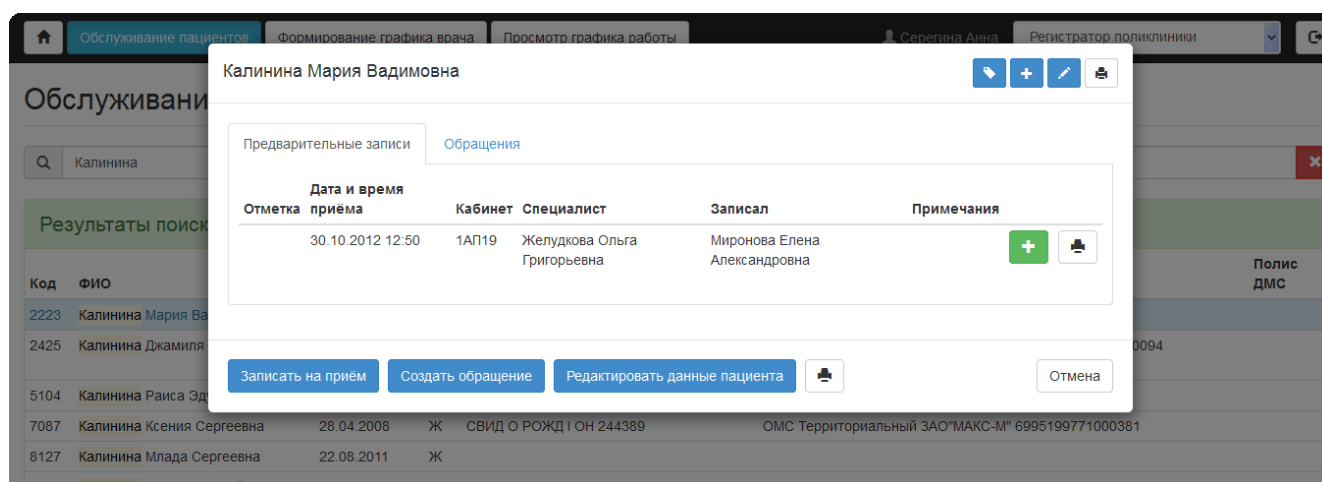 Обслуживание пациентов Формирование графика врача Просмотр графика работы Серегина Анна Регистратор поликлиники
Калинина Мария Вадимовна
Обслуживани
Предварительные записи Обращения
Калинина
Дата и время
Отметка приёма Кабинет Специалист Записал Примечания
Результаты поиск
30.10.2012 12:50 1АП19 Желудкова Ольга Миронова Елена
Григорьевна Александровна
Полис
Код ФИО ДМС
2223 Калинина Мария Ва
2425 Калинина Джамиля 0094
Записать на приём Создать обращение Редактировать данные пациента Отмена
5104 Калинина Раиса Эд
7087 Калинина Ксения Сергеевна 28.04.2008 Ж СВИД О РОЖД I ОН 244389 ОМС Территориальный ЗАО"МАКС-М" 6995199771000381
8127 Калинина Млада Сергеевна 22.08.2011 Ж